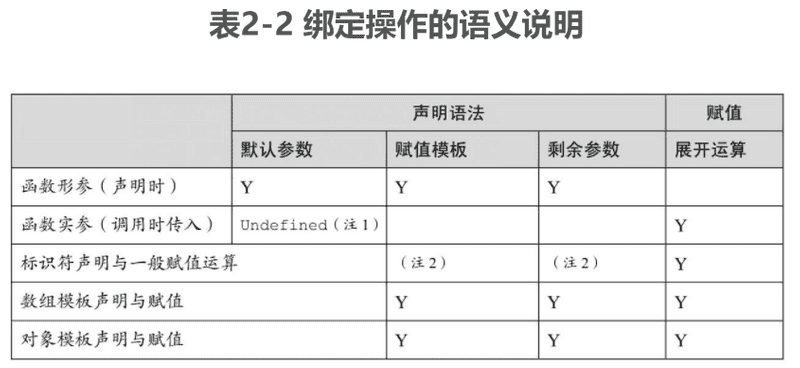 表2-2 绑定操作的语义说明
声明语法 赋值
默认参数 赋值模板 剩余参数 展开运算
函数形参（声明时） Y Y Y
函数实参（调用时传入） Undefined（注1） Y
标识符声明与一般赋值运算 （注2） （注2） Y
数组模板声明与赋值 Y Y Y
对象模板声明与赋值 Y Y Y